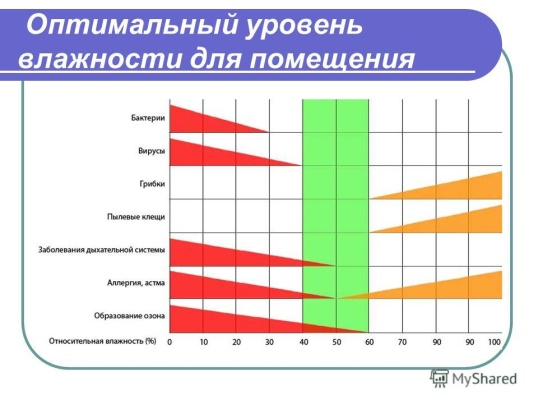 Оптимальный уровень
влажности для помещения
Бактерии
Вирусы
Грибки
Пылевые клещи
Заболевания дыхательной системы
Аллергия, астма
Образование озона
Относительная влажность (%) 0 10 20 30 40 50 60 70 90 90 100
MyShared